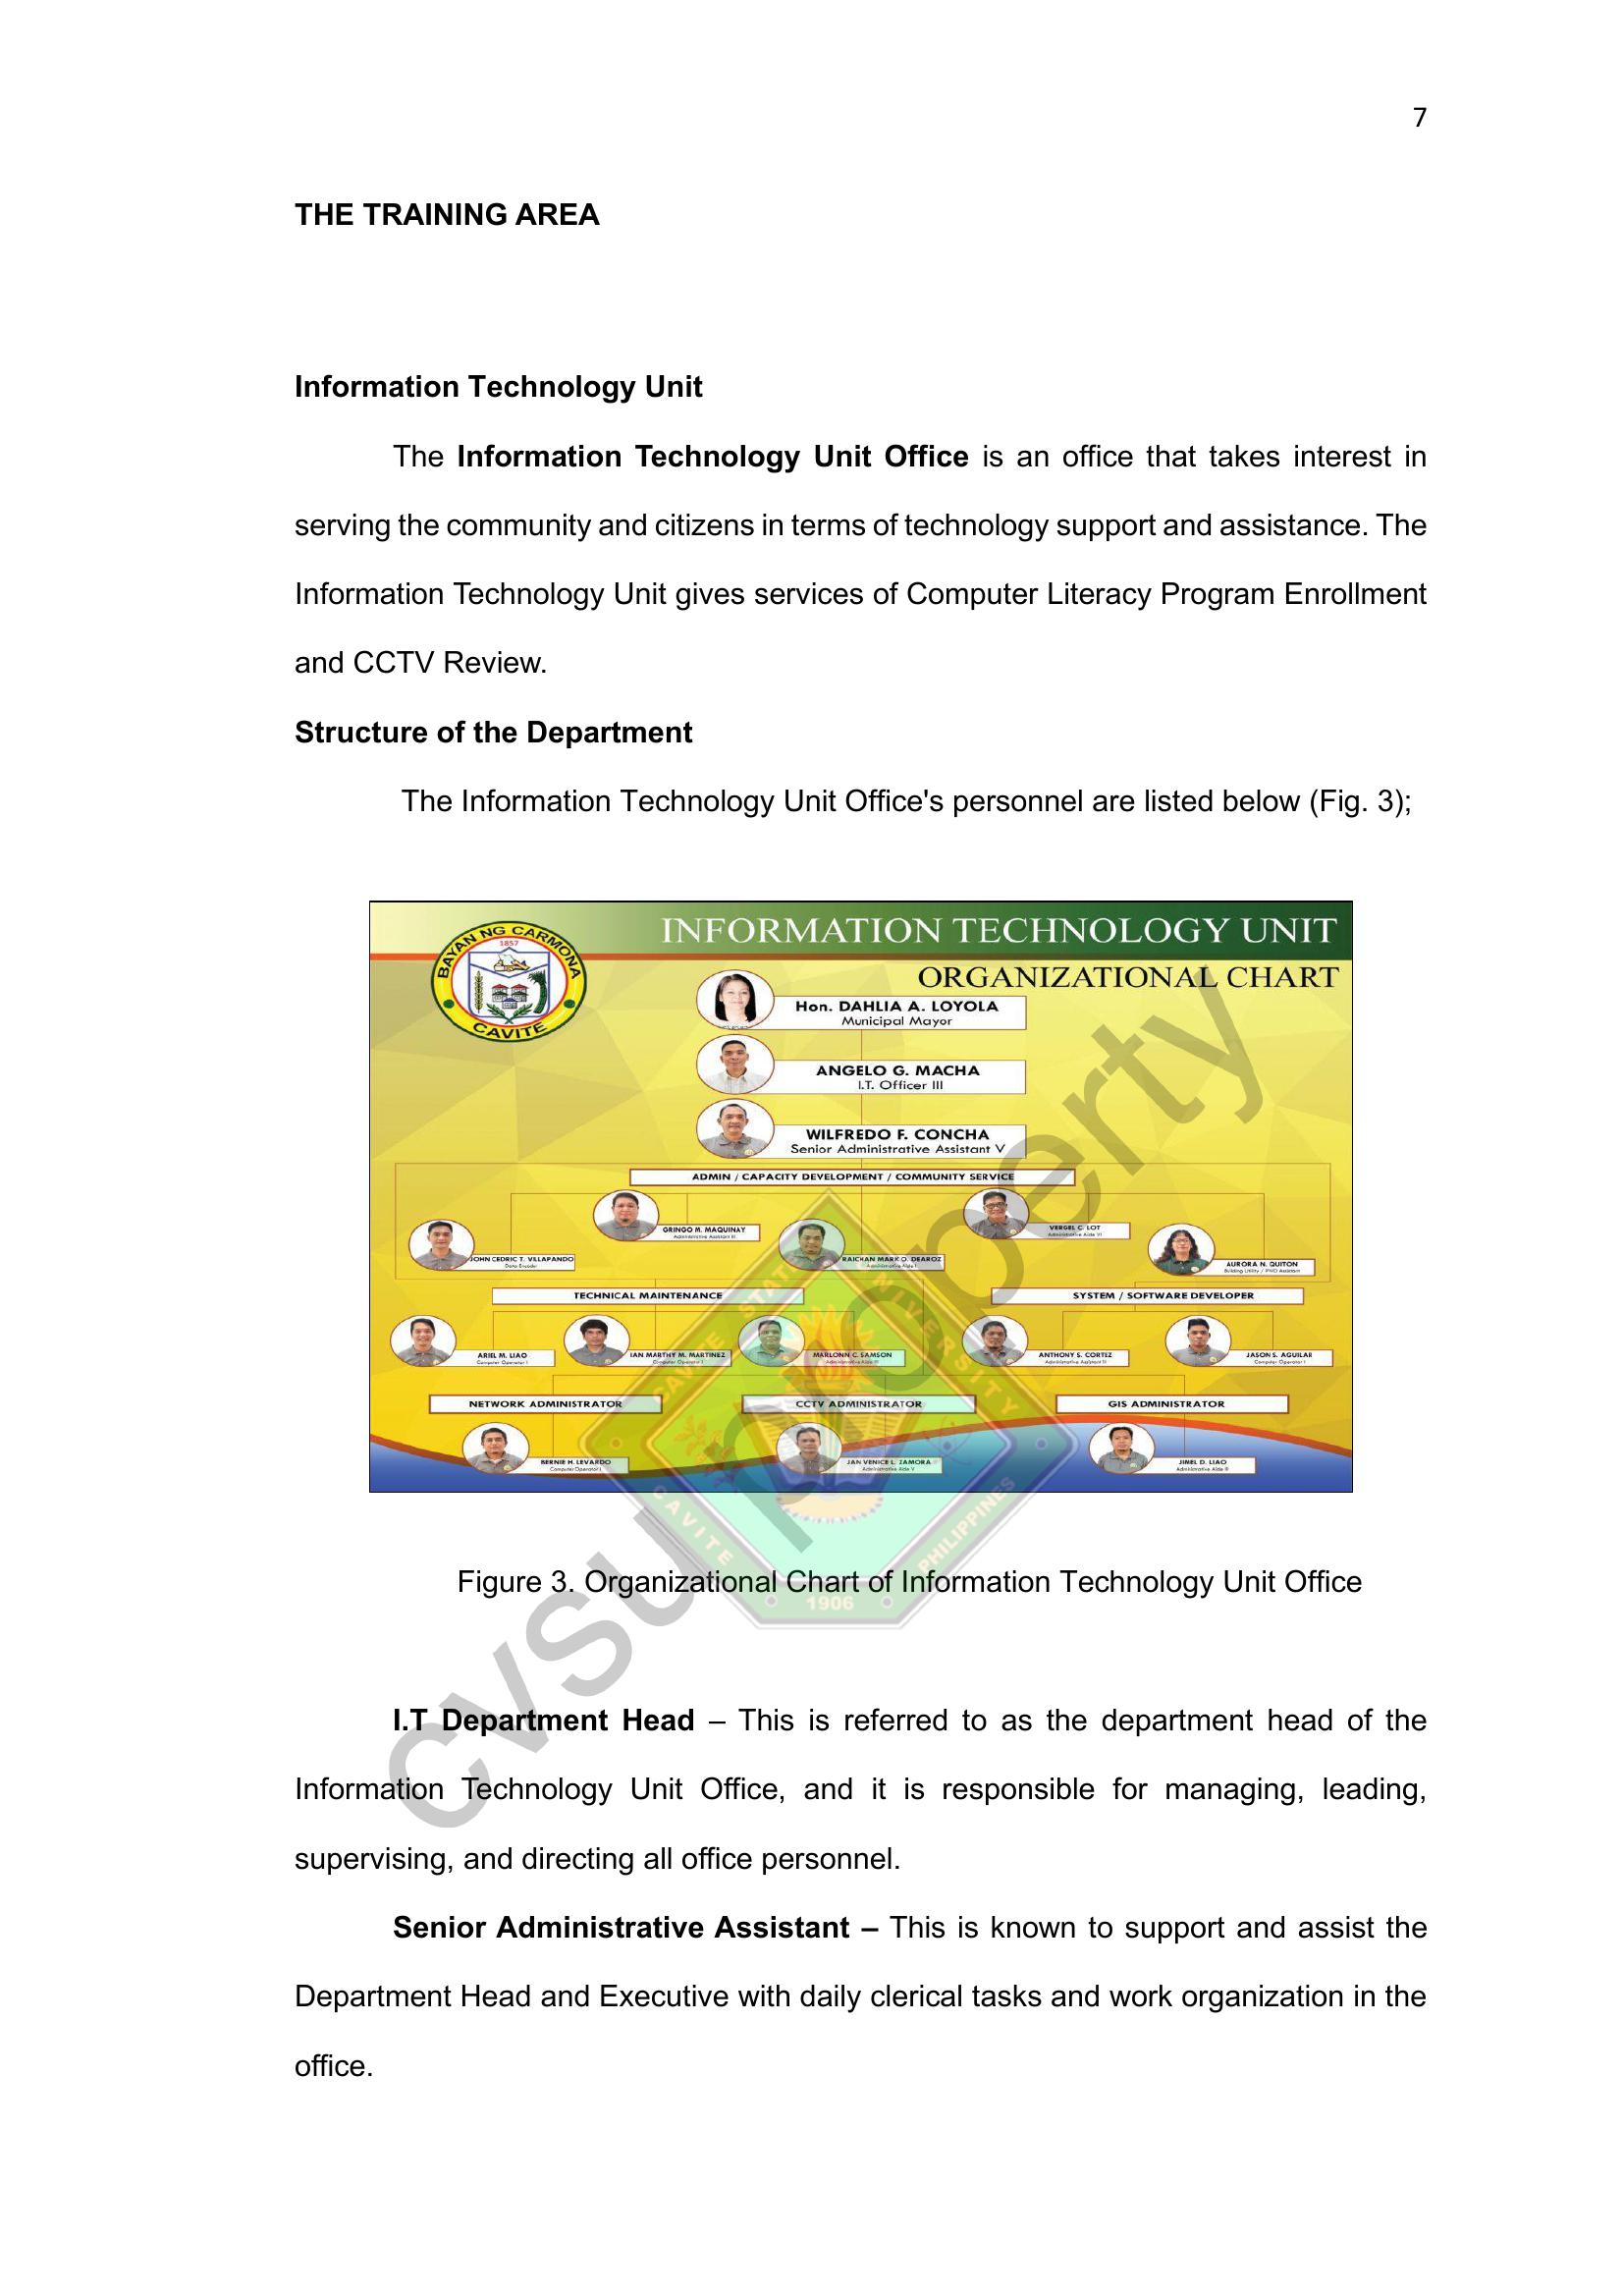 7
THE TRAINING AREA
Information Technology Unit
The Information Technology Unit Office is an office that takes interest in
serving the community and citizens in terms of technology support and assistance. The
Information Technology Unit gives services of Computer Literacy Program Enrollment
and CCTV Review.
Structure of the Department
The Information Technology Unit Office's personnel are listed below (Fig. 3);
BAYAN NG CARMONA
1857
CAVITE
INFORMATION TECHNOLOGY UNIT
ORGANIZATIONAL CHART
Hon. DAHLIA A. LOYOLA
Municipal Mayor
ANGELO G. MACHA
I.T. Officer III
WILFREDO F. CONCHA
Senior Administrative Assistant V
ADMIN / CAPACITY DEVELOPMENT / COMMUNITY SERVICE
GRINGO M. MAQUINAY
Administrative Assistant III
VERGEL C. LOT
Administrative Aide VI
JOHN CEDRIC T. VILLAPANDO
Data Encoder
RAICHAN MARK O. DEAROZ
Administrative Aide I
AURORA N. QUITON
Building Utility / PWD Assistant
TECHNICAL MAINTENANCE
SYSTEM / SOFTWARE DEVELOPER
ARIEL M. LIAO
Computer Operator I
IAN MARTHY M. MARTINEZ
Computer Operator I
MARLONN C. SAMSON
Administrative Aide III
ANTHONY S. CORTEZ
Administrative Assistant II
JASON S. AGUILAR
Computer Operator I
NETWORK ADMINISTRATOR
CCTV ADMINISTRATOR
GIS ADMINISTRATOR
BERNIE H. LEVARDO
Computer Operator I
JAN VENICE L. ZAMORA
Administrative Aide V
JINEL D. LIAO
Administrative Aide III
CAVITE STATE UNIVERSITY
CAVITE PHILIPPINES
1906
cvsu property
Figure 3. Organizational Chart of Information Technology Unit Office
I.T Department Head – This is referred to as the department head of the
Information Technology Unit Office, and it is responsible for managing, leading,
supervising, and directing all office personnel.
Senior Administrative Assistant – This is known to support and assist the
Department Head and Executive with daily clerical tasks and work organization in the
office.